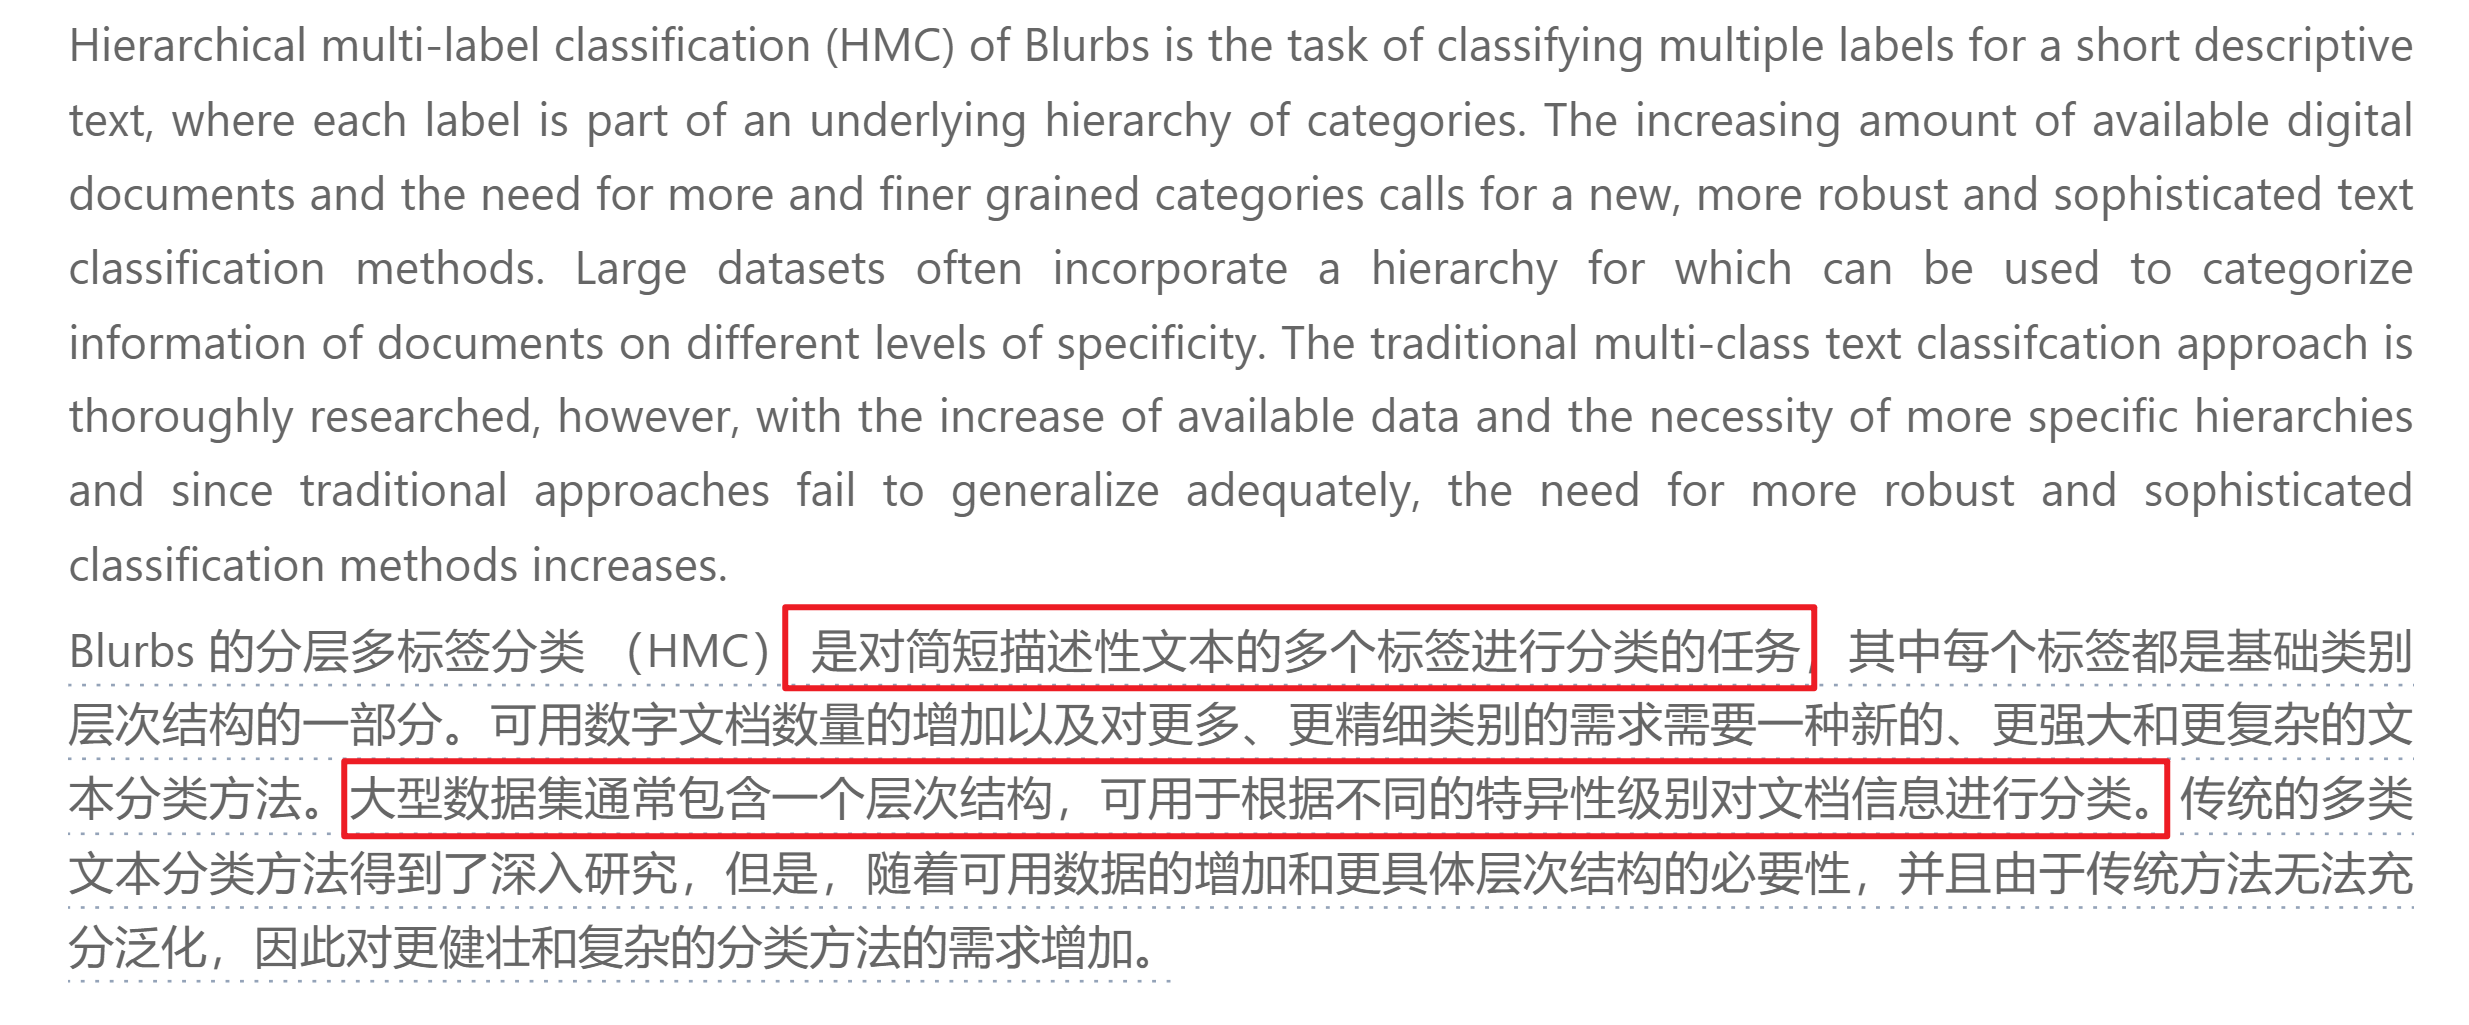 Hierarchical multi-label classification (HMC) of Blurbs is the task of classifying multiple labels for a short descriptive
text, where each label is part of an underlying hierarchy of categories. The increasing amount of available digital
documents and the need for more and finer grained categories calls for a new, more robust and sophisticated text
classification methods. Large datasets often incorporate a hierarchy for which can be used to categorize
information of documents on different levels of specificity. The traditional multi-class text classifcation approach is
thoroughly researched, however, with the increase of available data and the necessity of more specific hierarchies
and since traditional approaches fail to generalize adequately, the need for more robust and sophisticated
classification methods increases.
Blurbs 的分层多标签分类 （HMC） 是对简短描述性文本的多个标签进行分类的任务，其中每个标签都是基础类别
层次结构的一部分。可用数字文档数量的增加以及对更多、更精细类别的需求需要一种新的、更强大和更复杂的文
本分类方法。大型数据集通常包含一个层次结构，可用于根据不同的特异性级别对文档信息进行分类。传统的多类
文本分类方法得到了深入研究，但是，随着可用数据的增加和更具体层次结构的必要性，并且由于传统方法无法充
分泛化，因此对更健壮和复杂的分类方法的需求增加。